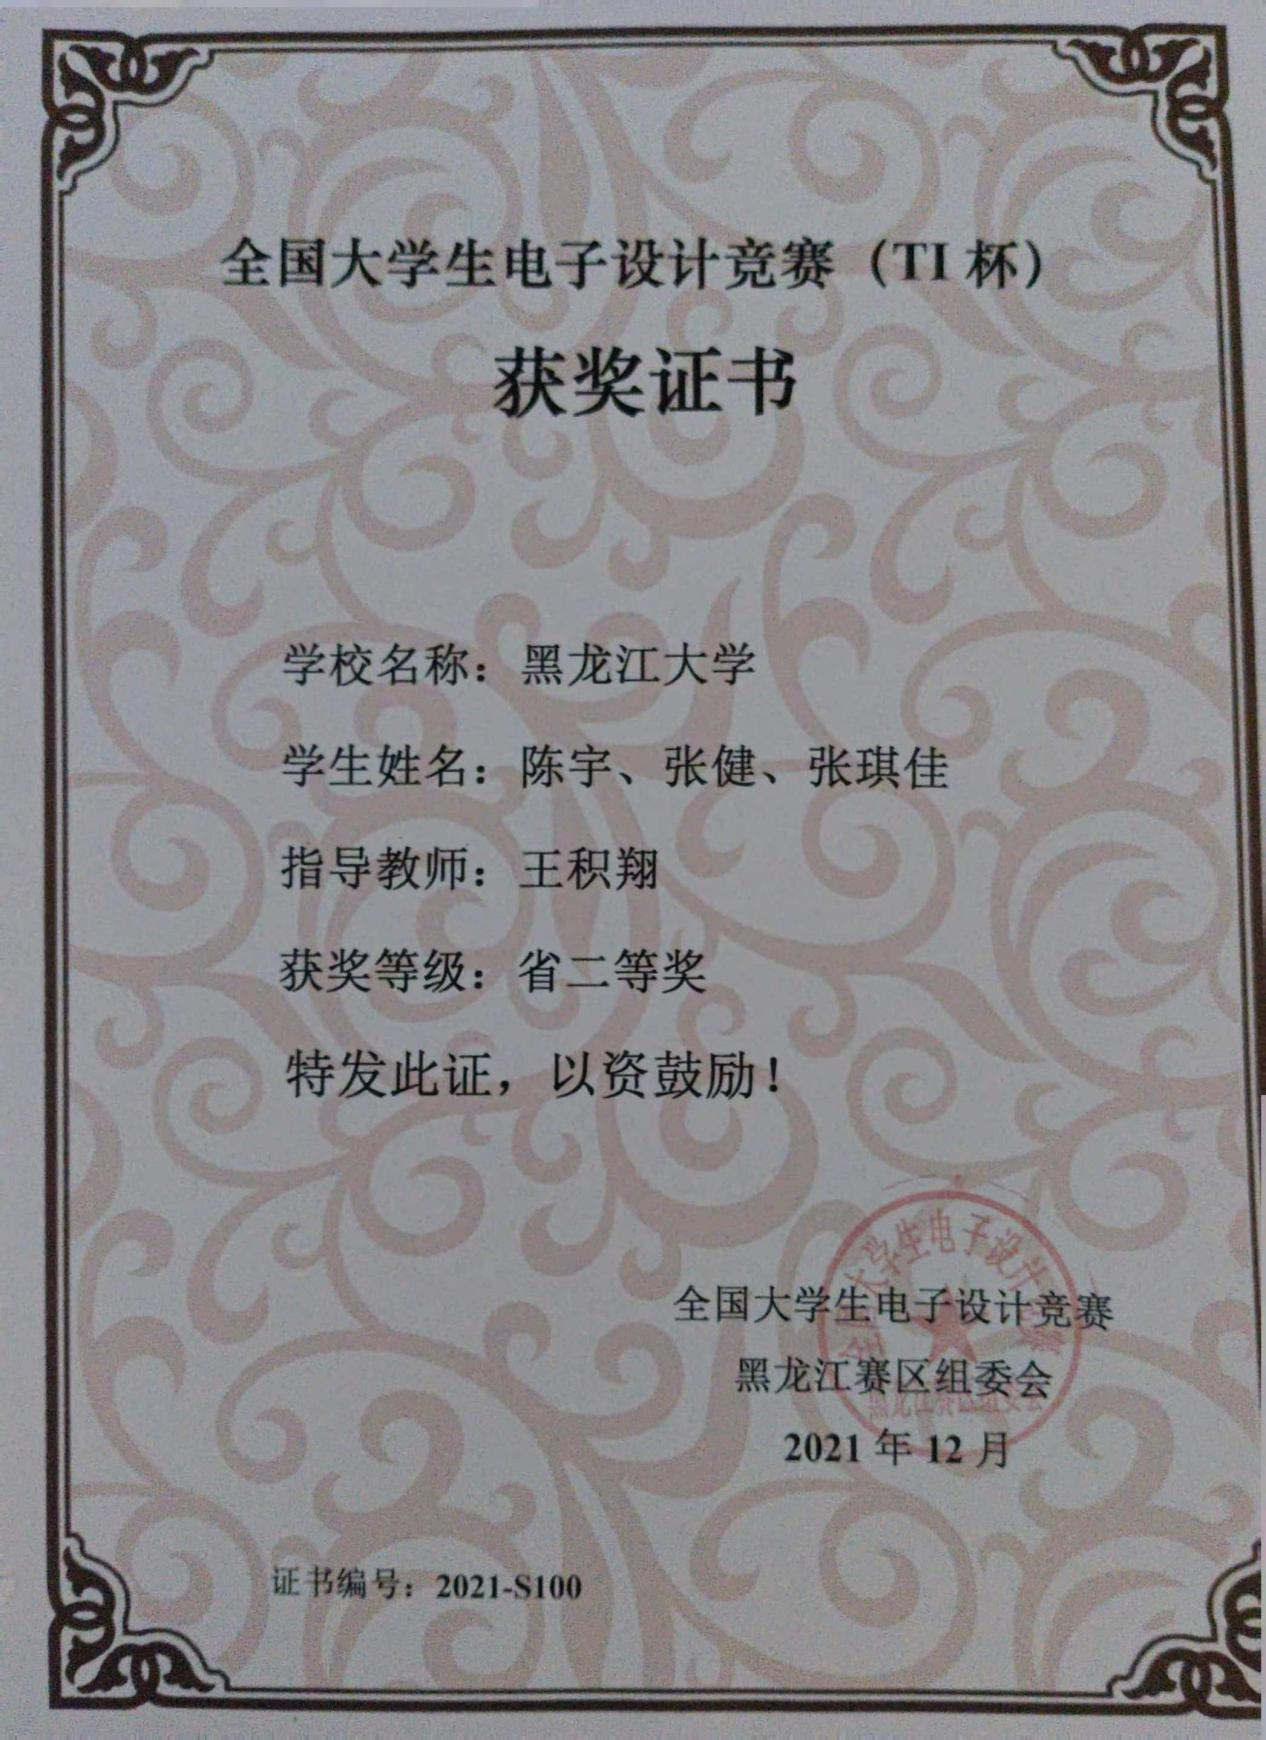 全国大学生电子设计竞赛（TI 杯）
获奖证书
学校名称：黑龙江大学
学生姓名：陈宇、张健、张琪佳
指导教师：王积翔
获奖等级：省二等奖
特发此证，以资鼓励！
全国大学生电子设计竞赛
黑龙江赛区组委会
2021 年 12 月
证书编号：2021-S100